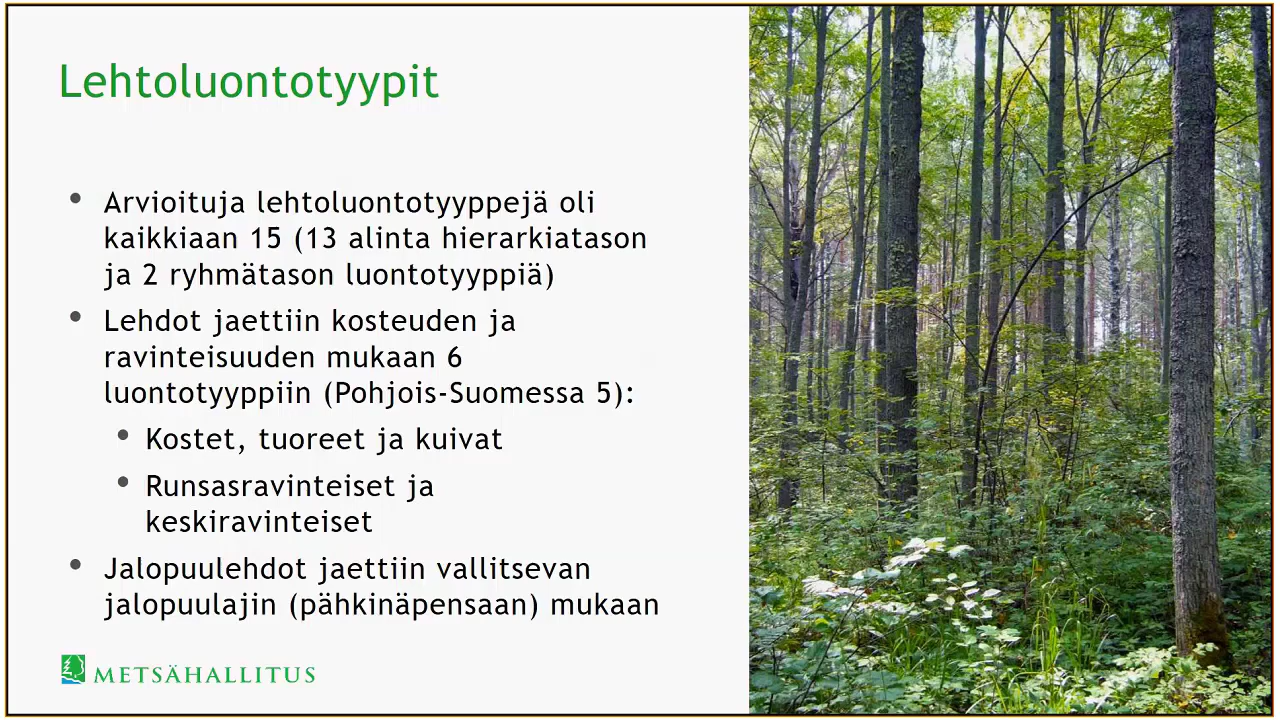 Lehtoluontotyypit
• Arvioituja lehtoluontotyyppejä oli
kaikkiaan 15 (13 alinta hierarkiatason
ja 2 ryhmätason luontotyyppiä)
• Lehdot jaettiin kosteuden ja
ravinteisuuden mukaan 6
luontotyyppiin (Pohjois-Suomessa 5):
• Kostet, tuoreet ja kuivat
• Runsasravinteiset ja
keskiravinteiset
• Jalopuulehdot jaettiin vallitsevan
jalopuulajin (pähkinäpensaan) mukaan
METSÄHALLITUS